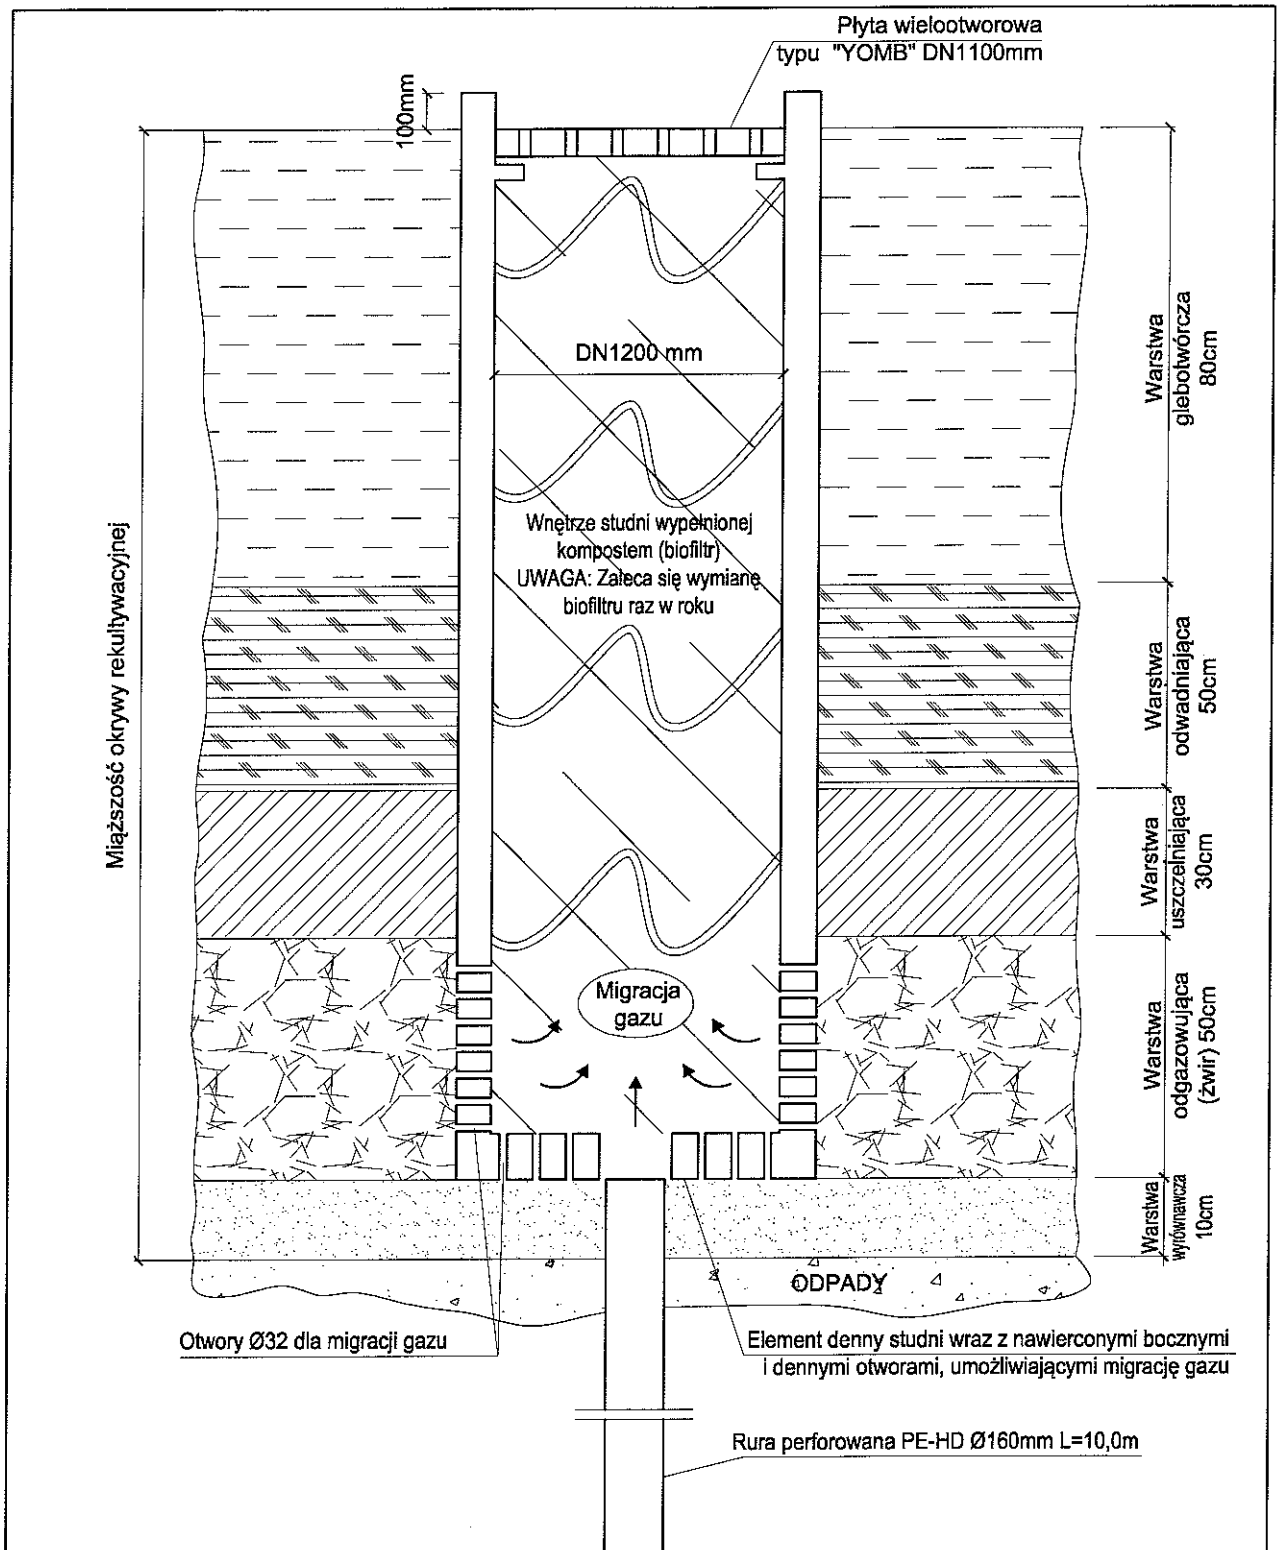 Płyta wielootworowa
typu "YOMB" DN1100mm
100mm
Miąższość okrywy rekultywacyjnej
DN1200 mm
Wnętrze studni wypełnionej
kompostem (biofiltr)
UWAGA: Zaleca się wymianę
biofiltru raz w roku
Warstwa
glebotwórcza
80cm
Warstwa
odwadniająca
50cm
Warstwa
uszczelniająca
30cm
Migracja
gazu
Warstwa
odgazowująca
(żwir) 50cm
Warstwa
wyrównawcza
10cm
ODPADY
Otwory Ø32 dla migracji gazu
Element denny studni wraz z nawierconymi bocznymi
i dennymi otworami, umożliwiającymi migrację gazu
Rura perforowana PE-HD Ø160mm L=10,0m